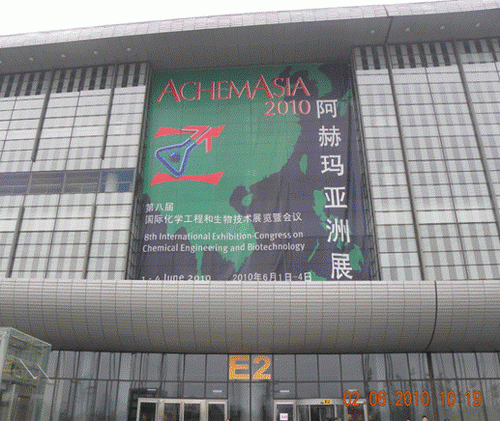 ACHEMASIA
2010
阿赫玛亚洲展
第八届
国际化学工程和生物技术展览暨会议
8th International Exhibition-Congress on
Chemical Engineering and Biotechnology
1-4 June 2010
2010年6月1日-4日
E2
02-06-2010 10:15